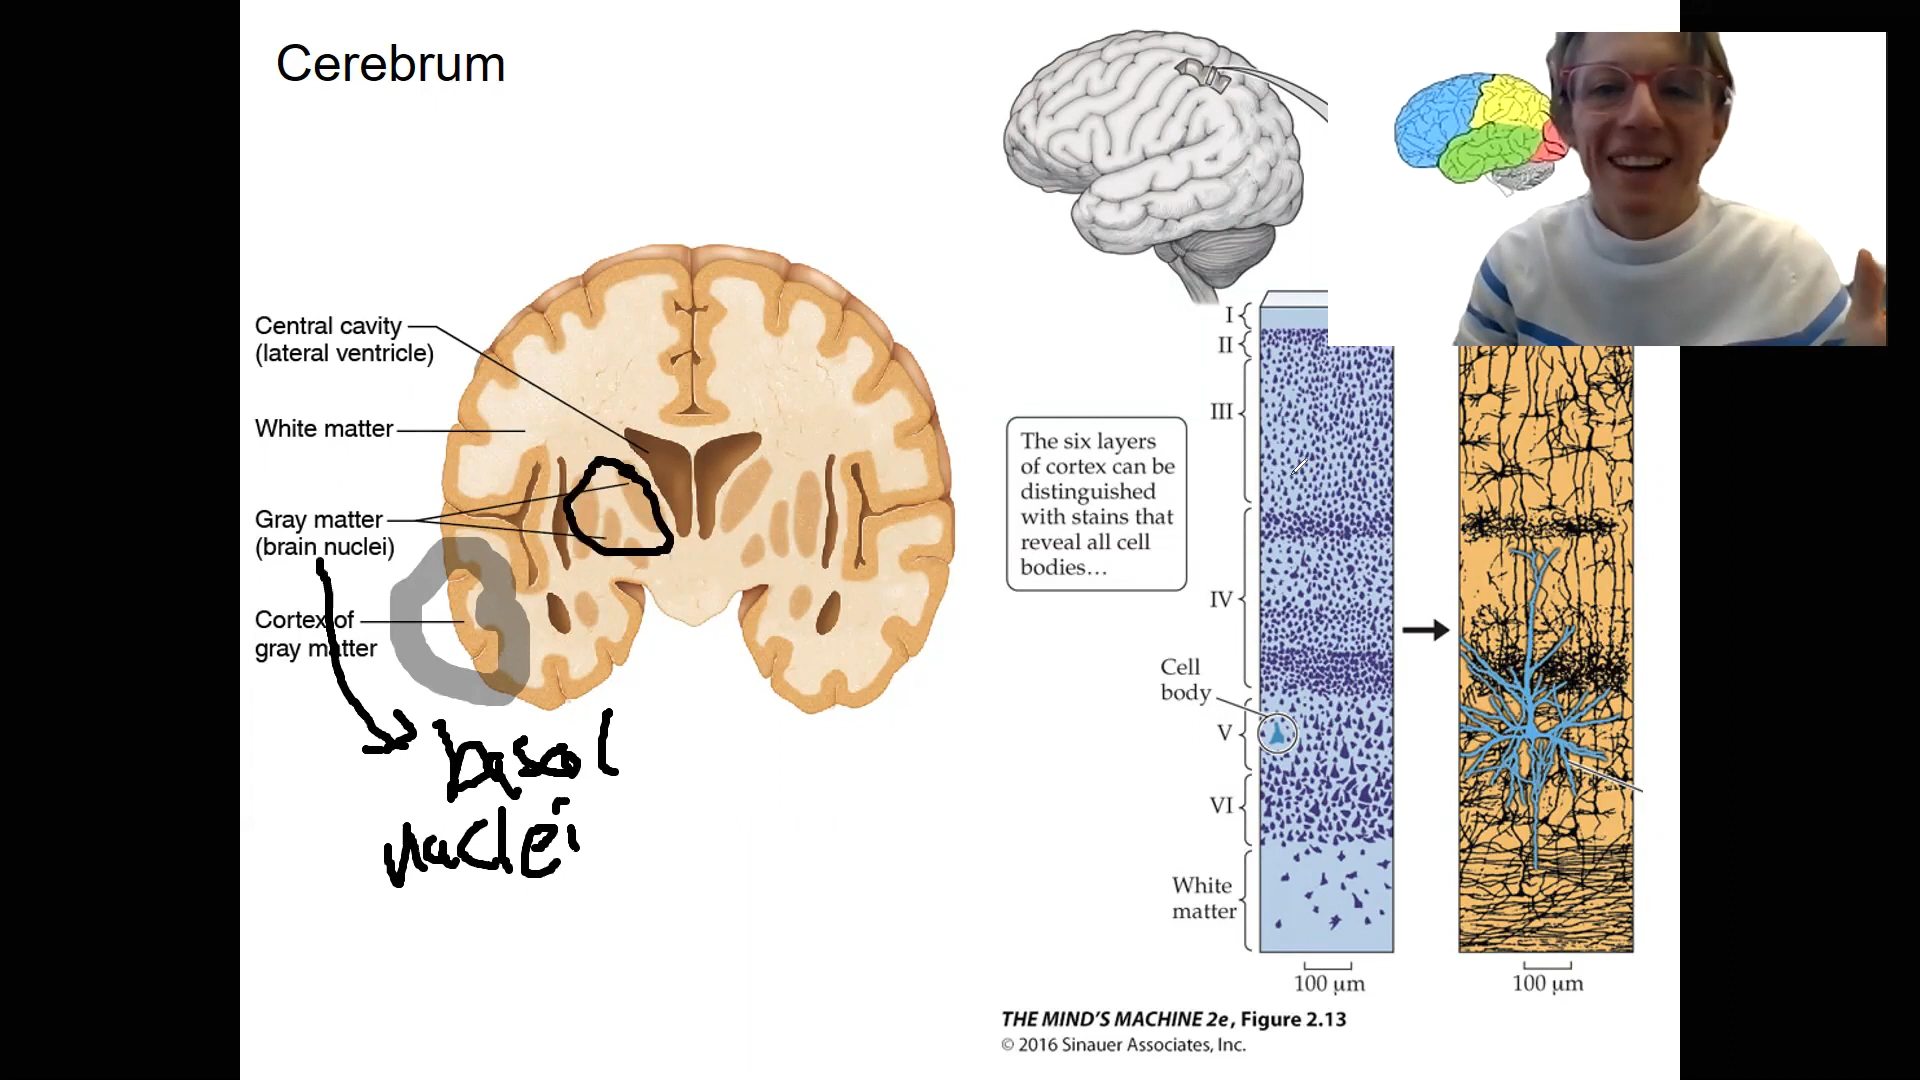 Cerebrum
Central cavity
(lateral ventricle)
White matter
Gray matter
(brain nuclei)
Cortex of
gray matter
basal
nuclei
I
II
III
IV
V
VI
The six layers
of cortex can be
distinguished
with stains that
reveal all cell
bodies…
Cell
body
White
matter
100 µm
100 µm
THE MIND'S MACHINE 2e, Figure 2.13
© 2016 Sinauer Associates, Inc.